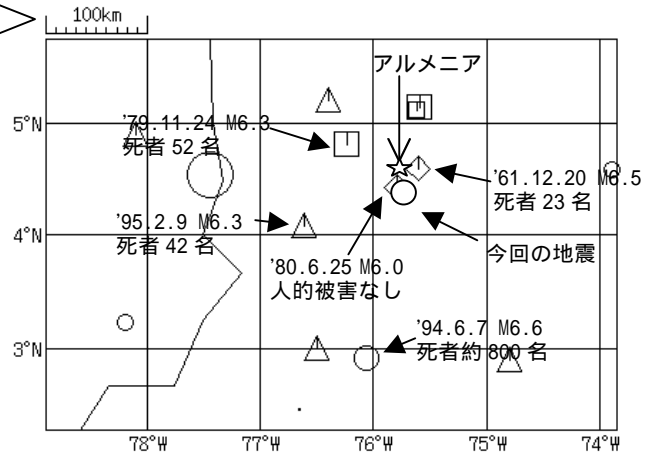 100km
アルメニア
5°N
'79.11.24 M6.3
死者 52 名
'61.12.20 M6.5
死者 23 名
'95.2.9 M6.3
死者 42 名
4°N
今回の地震
'80.6.25 M6.0
人的被害なし
'94.6.7 M6.6
死者約 800 名
3°N
78°W 77°W 76°W 75°W 74°W